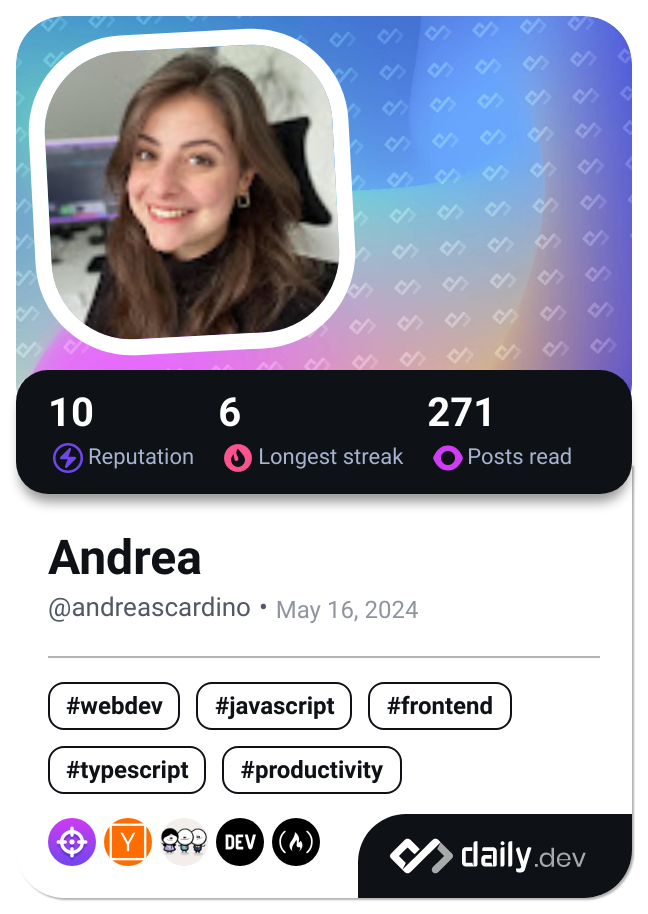 10 6 271
Reputation Longest streak Posts read
Andrea
@andreascardino • May 16, 2024
#webdev #javascript #frontend
#typescript #productivity
Y DEV
daily.dev